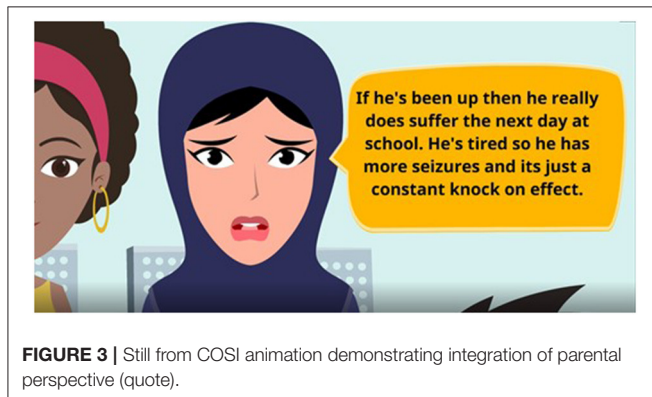 If he's been up then he really
does suffer the next day at
school. He's tired so he has
more seizures and its just a
constant knock on effect.
FIGURE 3 | Still from COSI animation demonstrating integration of parental
perspective (quote).